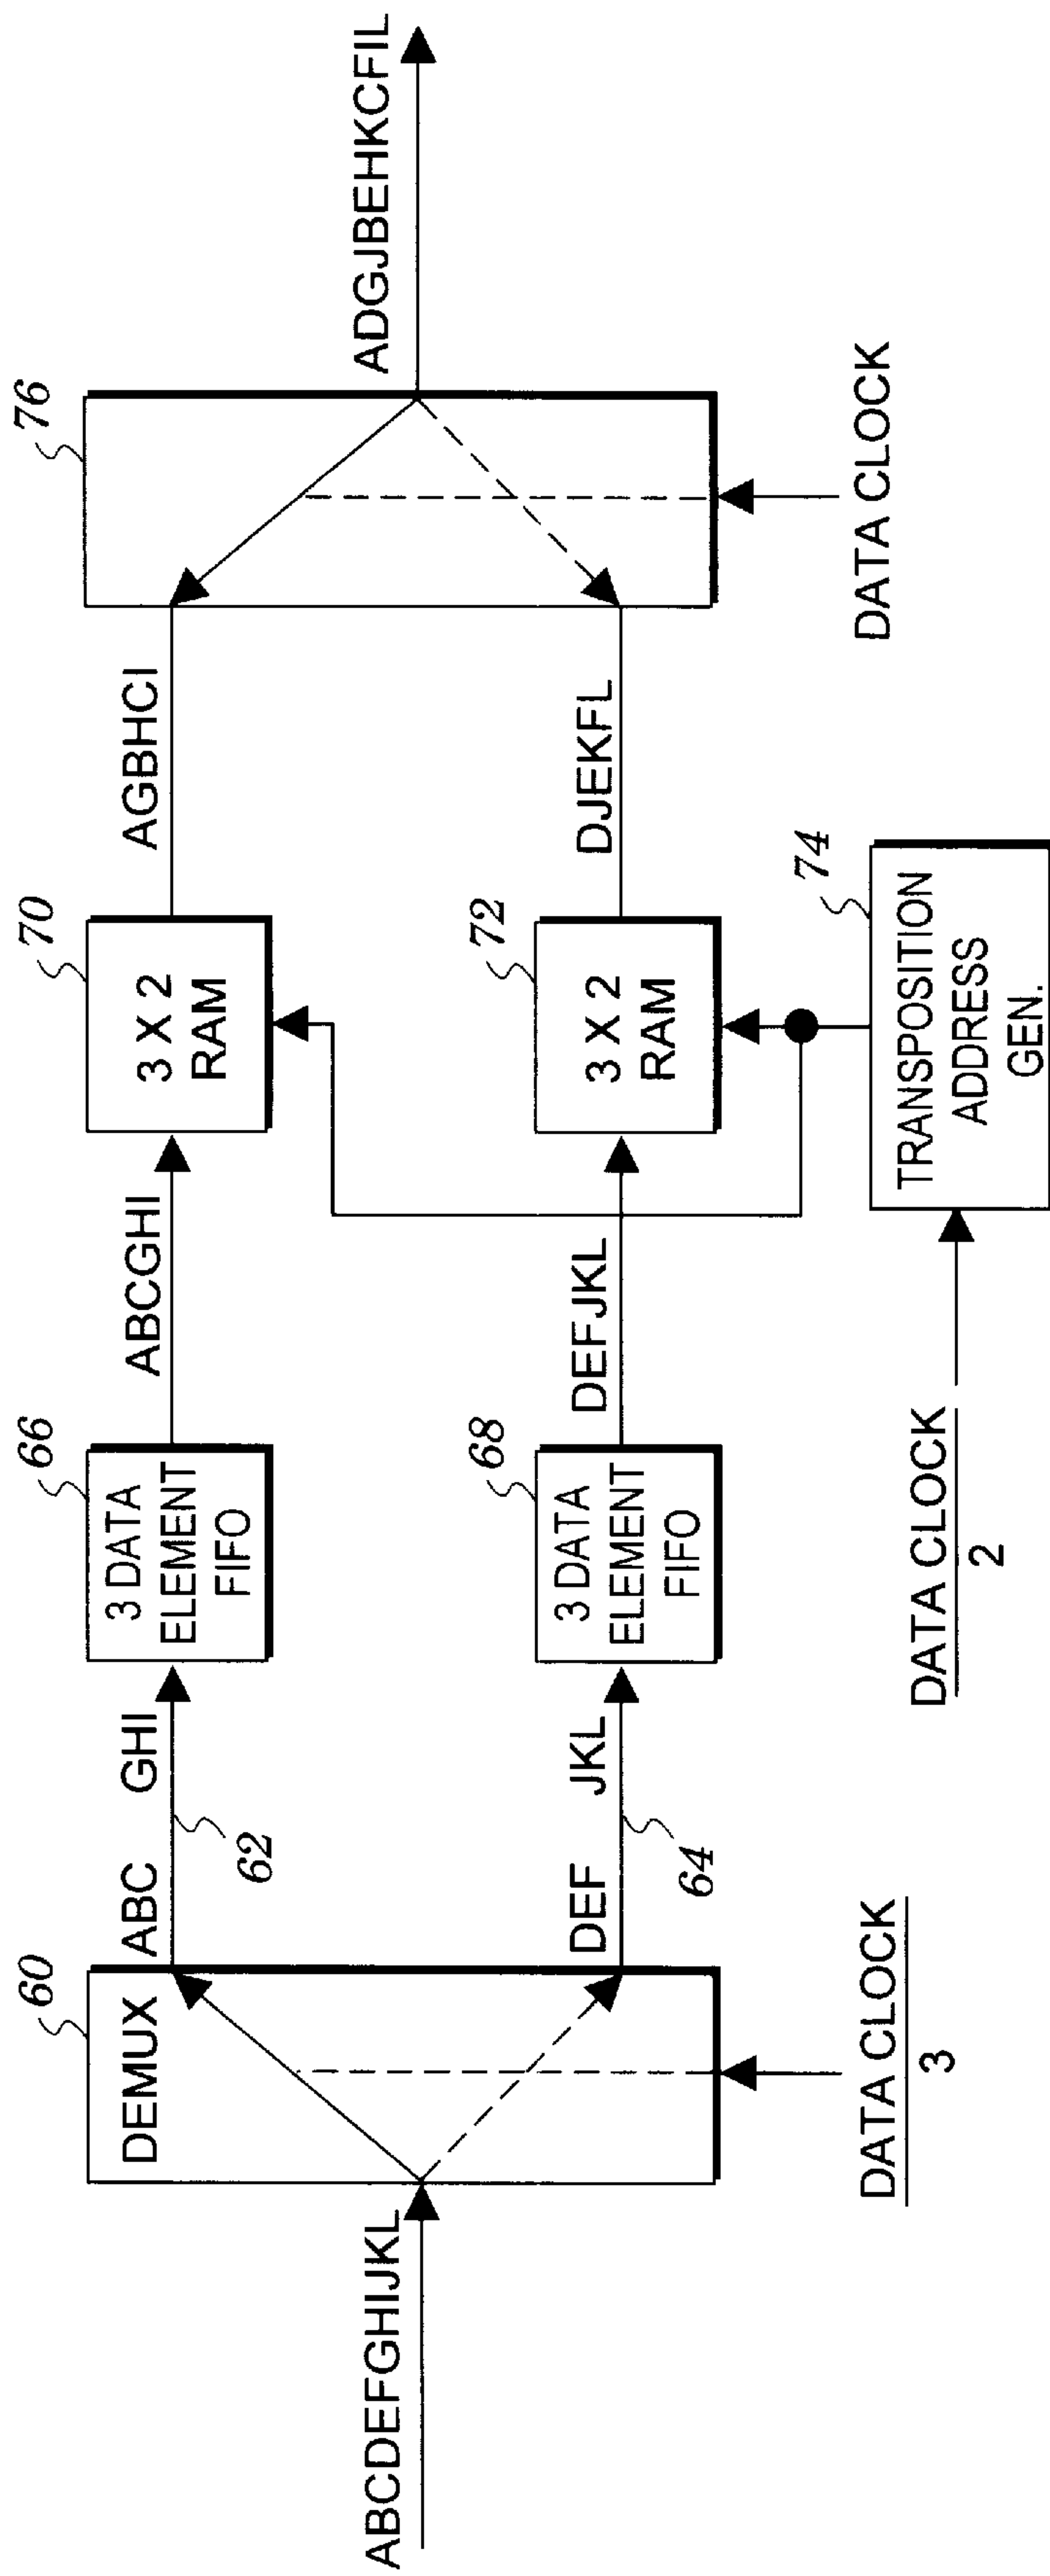 ABCDEFGHIJKL
60
DEMUX
DATA CLOCK
3
ABC GHI
62
DEF JKL
64
66
3 DATA
ELEMENT
FIFO
68
3 DATA
ELEMENT
FIFO
ABCGHI
DEFJKL
DATA CLOCK
2
70
3 X 2
RAM
72
3 X 2
RAM
74
TRANSPOSITION
ADDRESS
GEN.
AGBHCI
DJEKFL
76
DATA CLOCK
ADGJBEHKCFIL